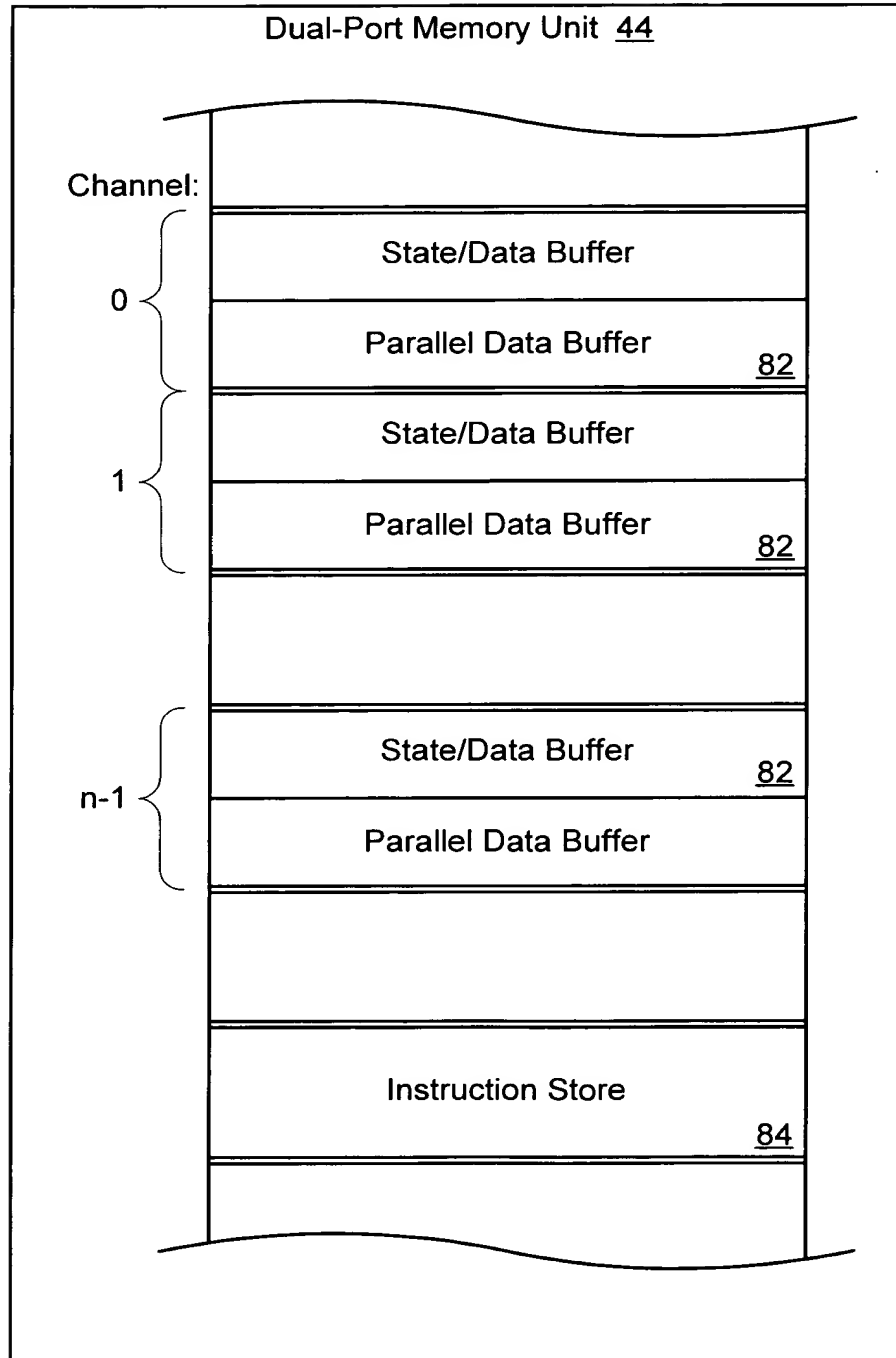 Dual-Port Memory Unit 44
Channel:
State/Data Buffer
0
Parallel Data Buffer
82
State/Data Buffer
1
Parallel Data Buffer
82
State/Data Buffer
82
n-1
Parallel Data Buffer
Instruction Store
84